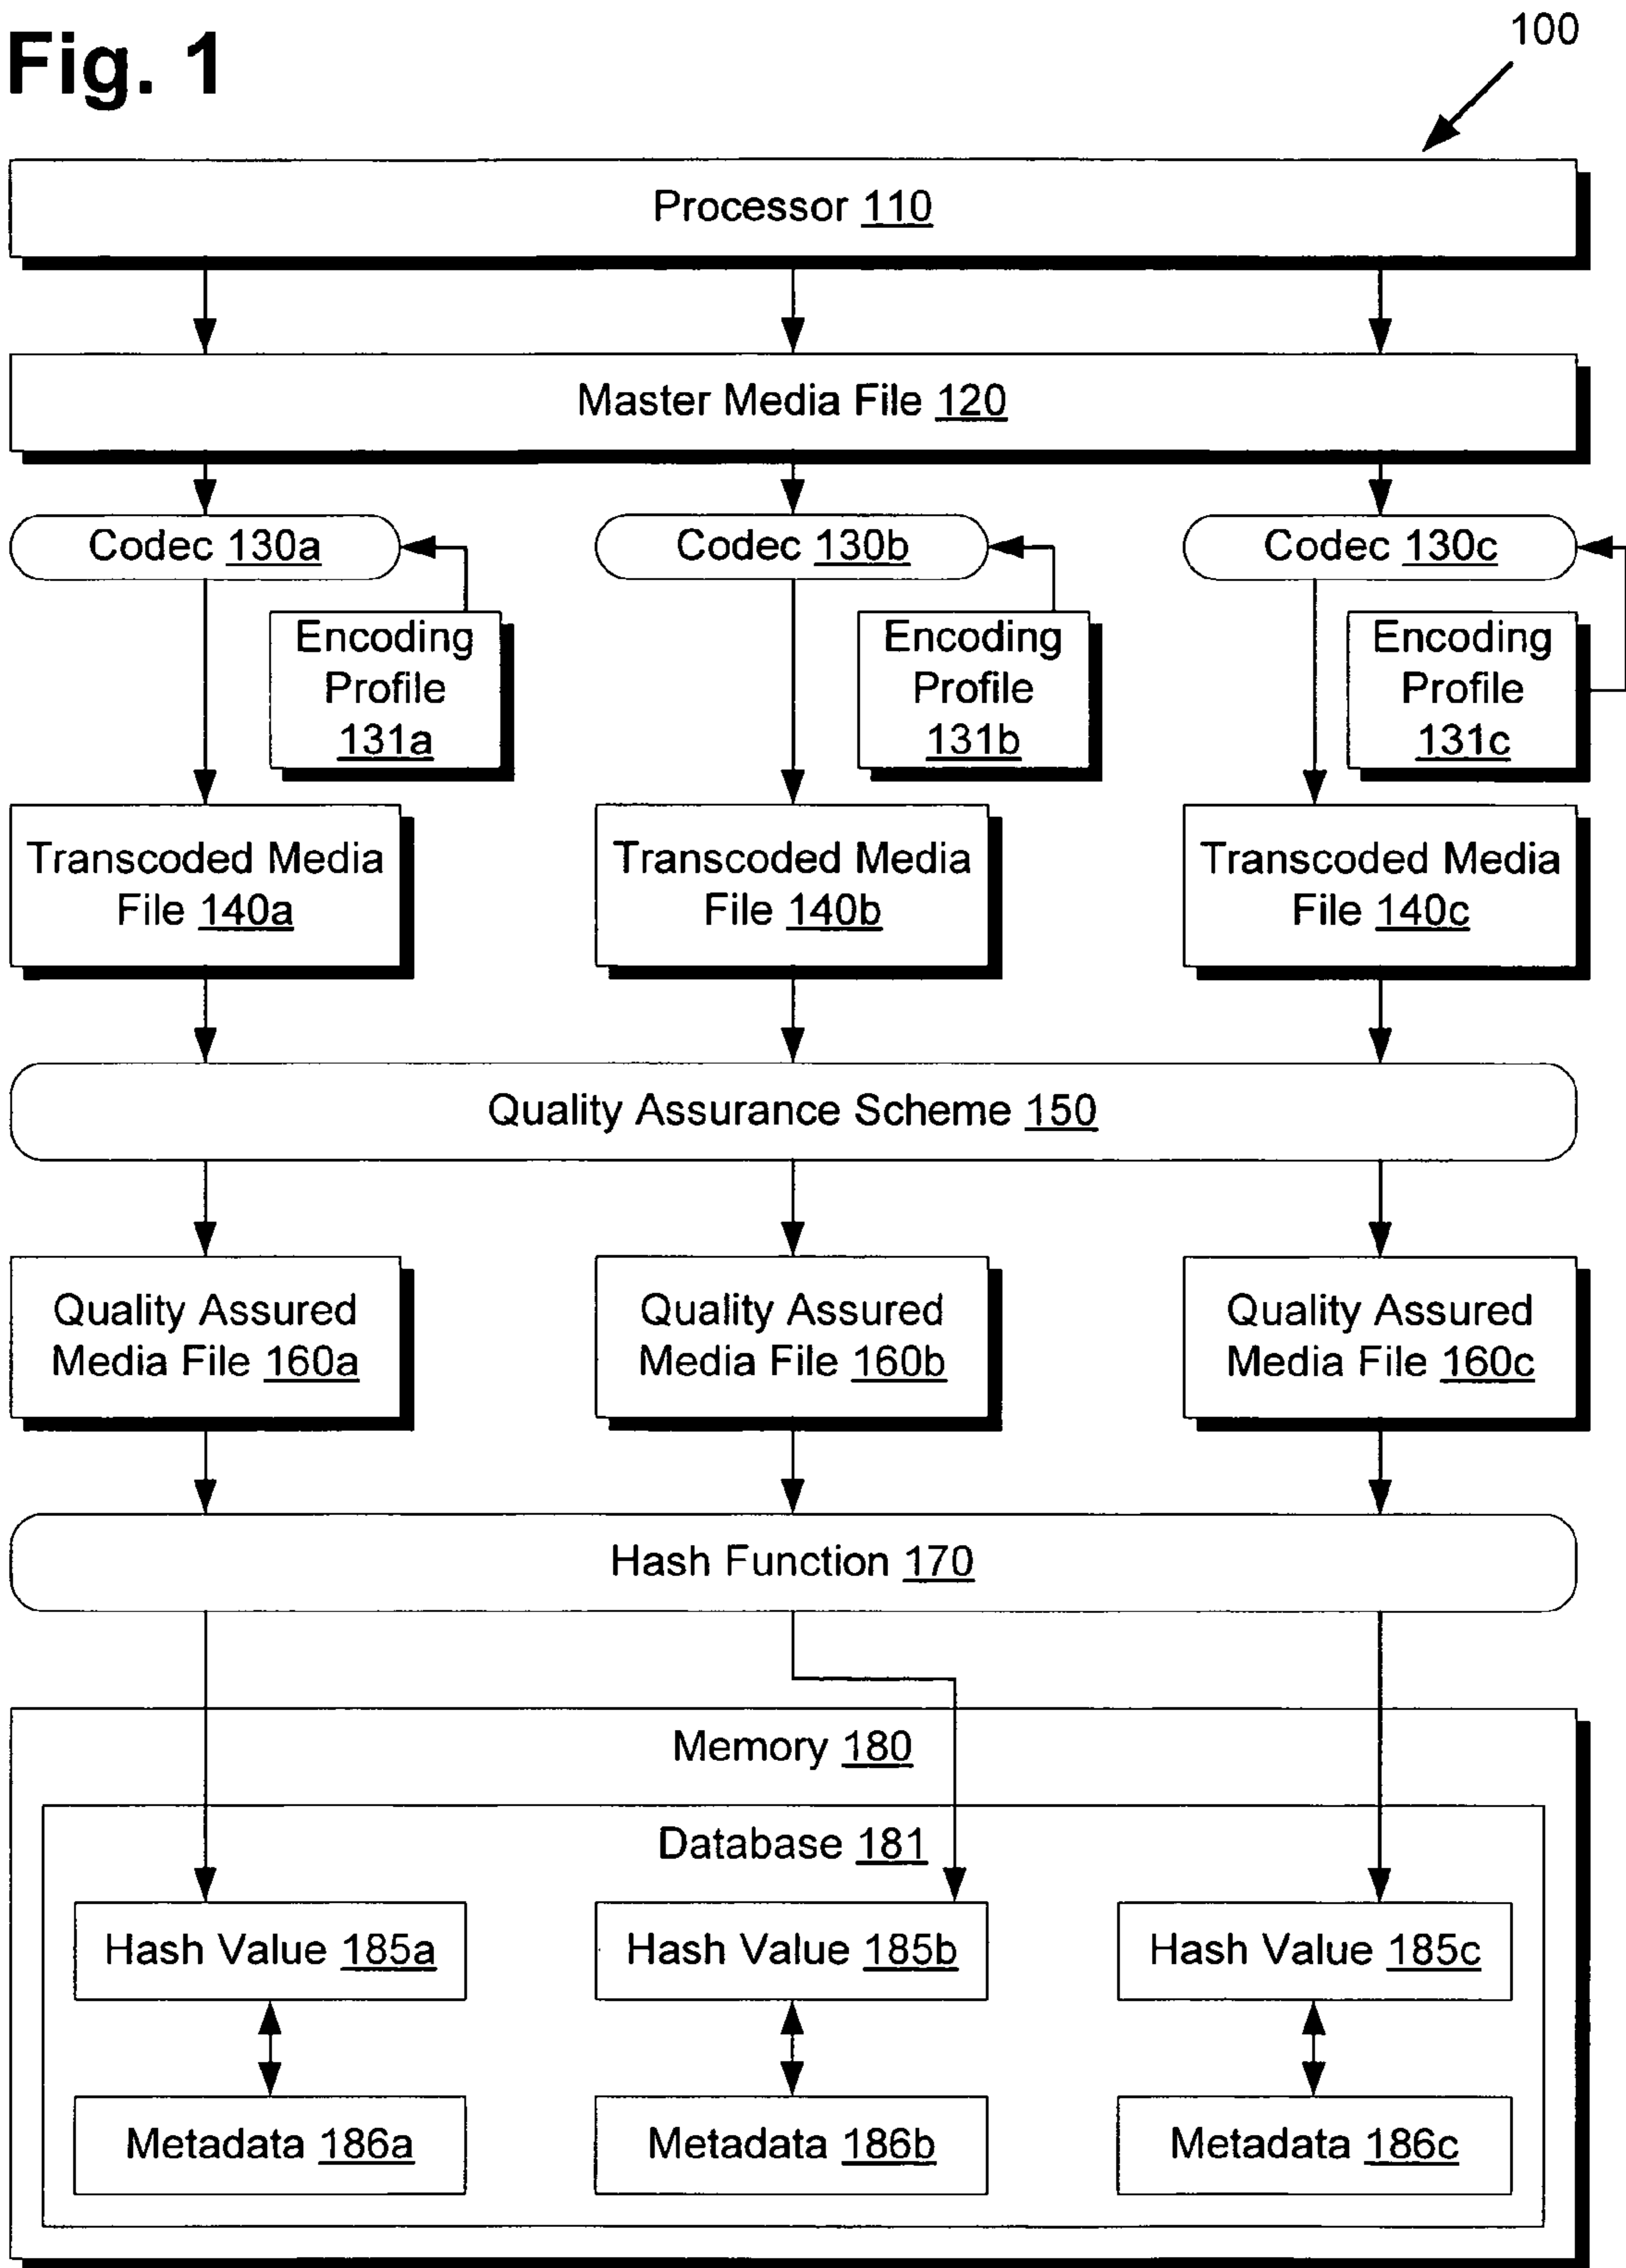 Fig. 1
100
Processor 110
Master Media File 120
Codec 130a
Codec 130b
Codec 130c
Encoding
Profile
131a
Encoding
Profile
131b
Encoding
Profile
131c
Transcoded Media
File 140a
Transcoded Media
File 140b
Transcoded Media
File 140c
Quality Assurance Scheme 150
Quality Assured
Media File 160a
Quality Assured
Media File 160b
Quality Assured
Media File 160c
Hash Function 170
Memory 180
Database 181
Hash Value 185a
Hash Value 185b
Hash Value 185c
Metadata 186a
Metadata 186b
Metadata 186c